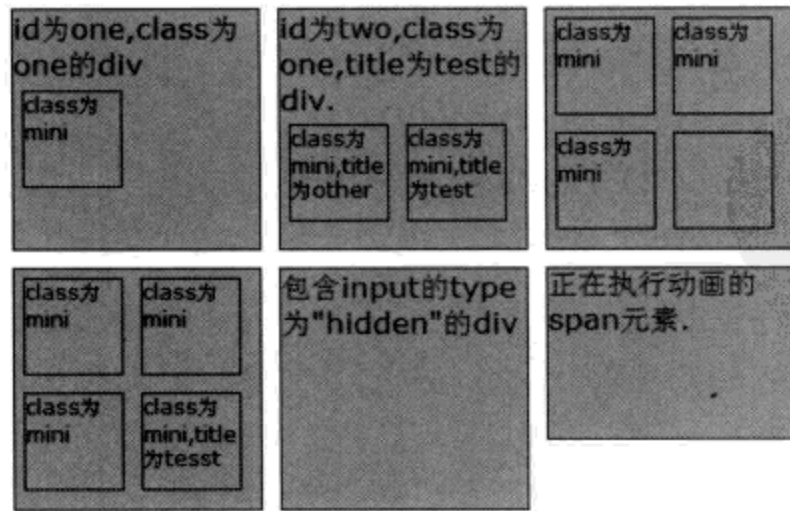 id为one,class为
one的div
class为
mini
id为two,class为
one,title为test的
div.
class为
mini,title
为other
class为
mini,title
为test
class为
mini
class为
mini
class为
mini
class为
mini
class为
mini
class为
mini
class为
mini,title
为tesst
包含input的type
为"hidden"的div
正在执行动画的
span元素.